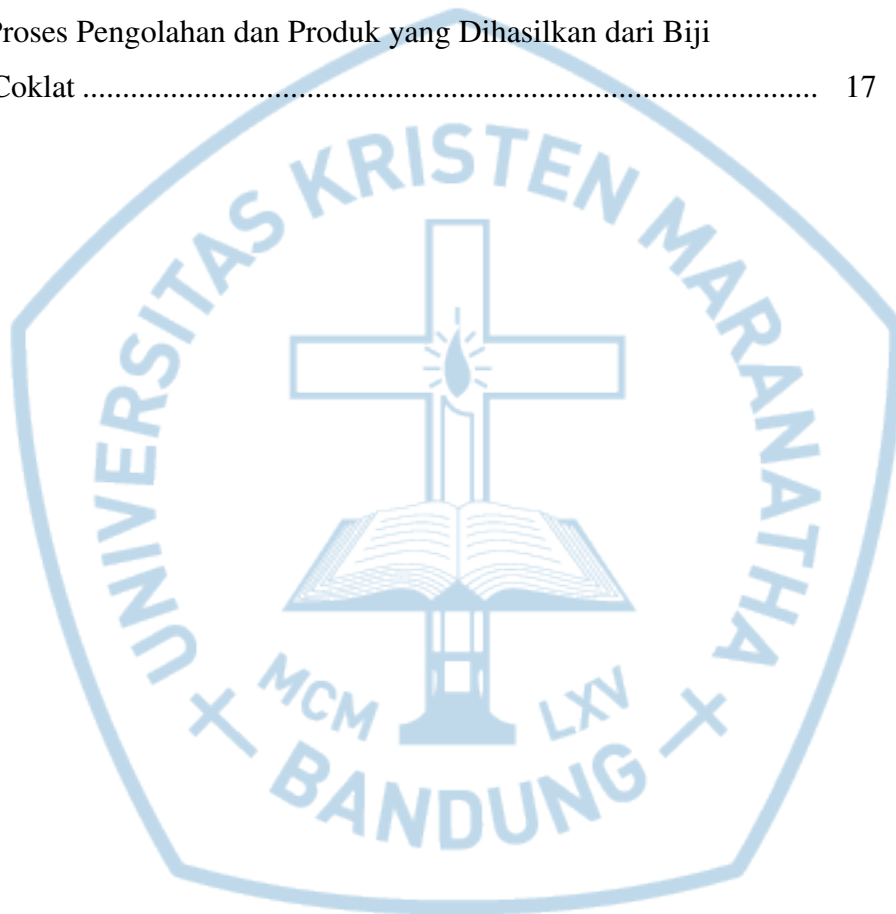 Proses Pengolahan dan Produk yang Dihasilkan dari Biji
Coklat ........................................................................................... 17
UNIVERSITAS KRISTEN MARANATHA
MCM LXV
BANDUNG